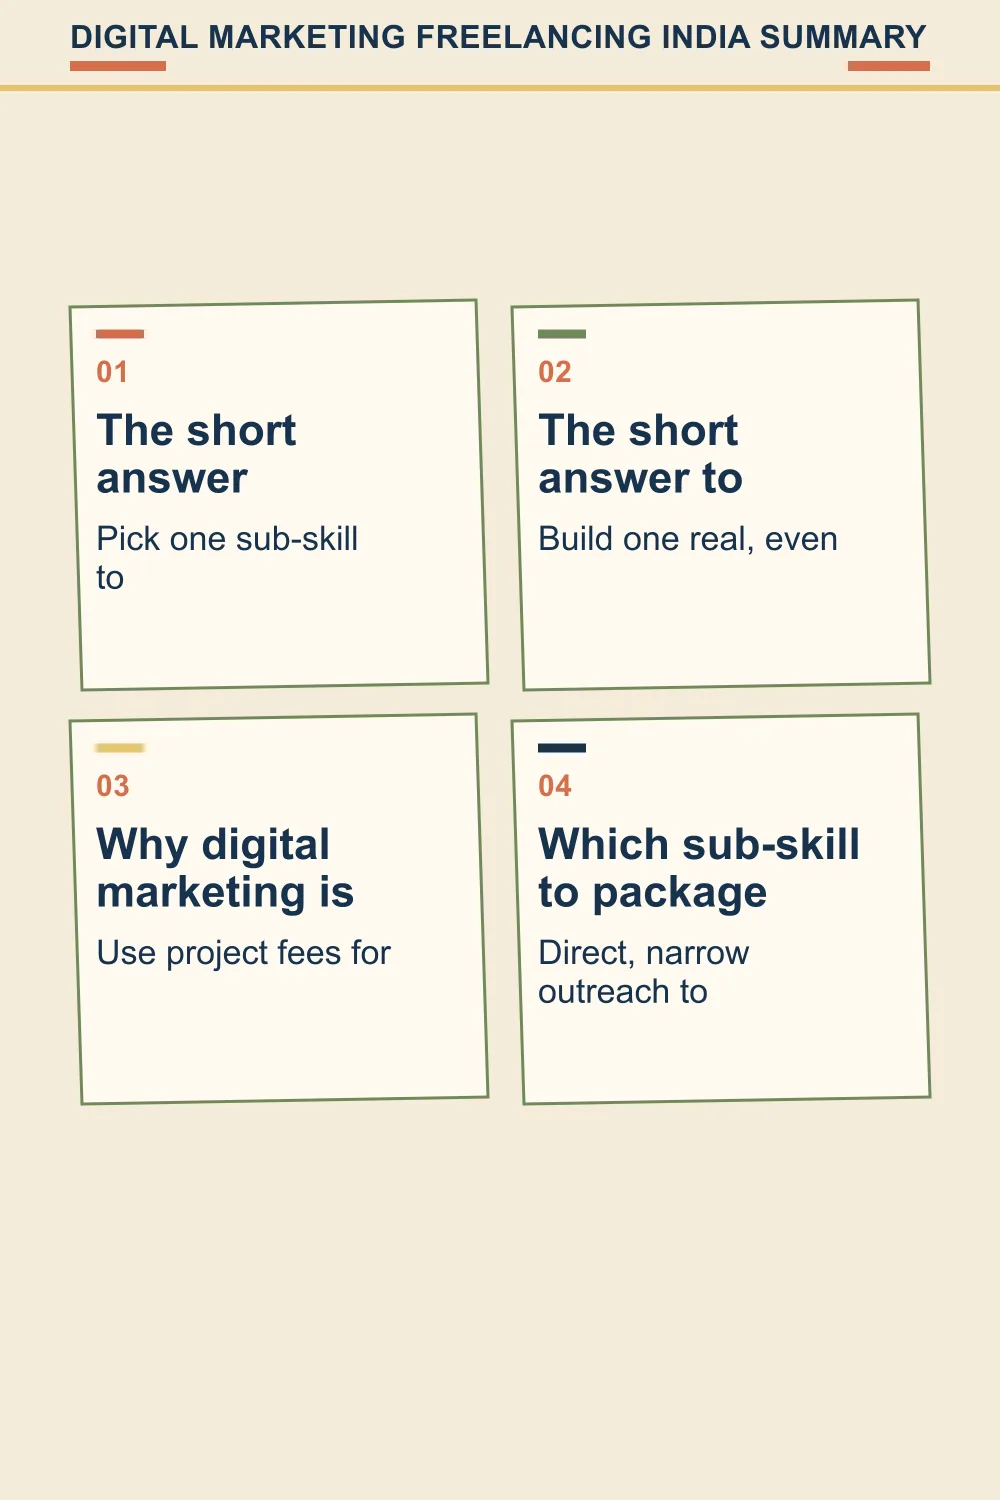 DIGITAL MARKETING FREELANCING INDIA SUMMARY
01
The short
answer
Pick one sub-skill
to
02
The short
answer to
Build one real, even
03
Why digital
marketing is
Use project fees for
04
Which sub-skill
to package
Direct, narrow
outreach to